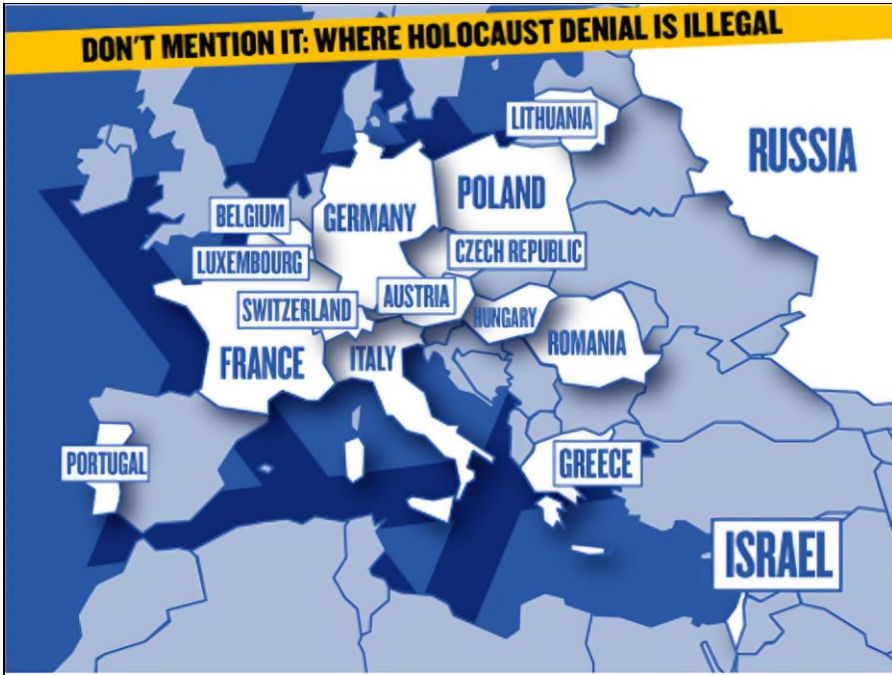 DON'T MENTION IT: WHERE HOLOCAUST DENIAL IS ILLEGAL
LITHUANIA
RUSSIA
POLAND
BELGIUM
GERMANY
CZECH REPUBLIC
LUXEMBOURG
AUSTRIA
SWITZERLAND
HUNGARY
ROMANIA
FRANCE
ITALY
PORTUGAL
GREECE
ISRAEL